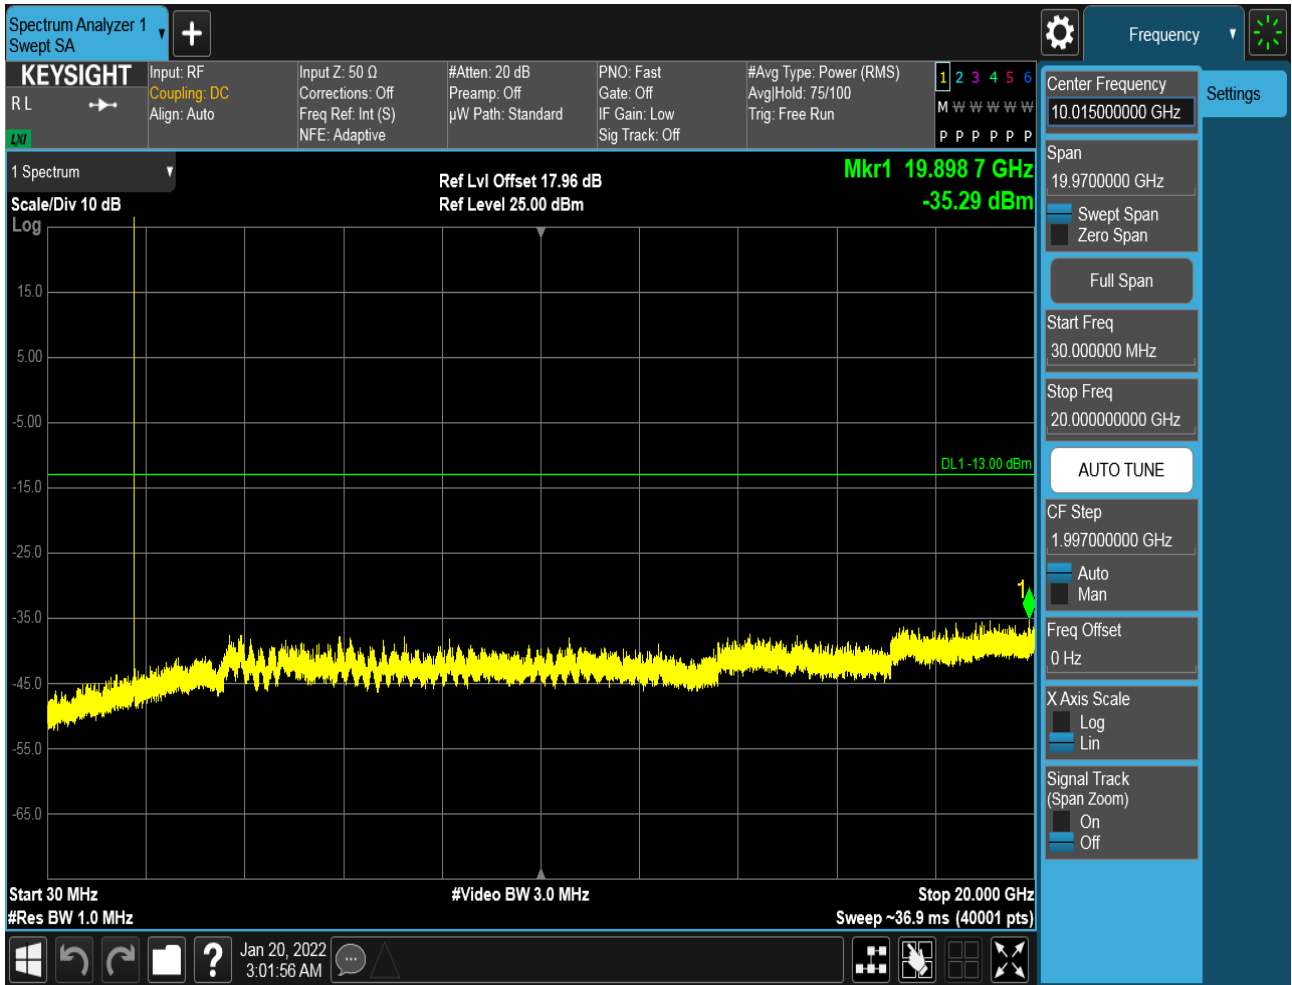 Spectrum Analyzer 1
Swept SA
Frequency
KEYSIGHT
R L
LXI
Input: RF
Coupling: DC
Align: Auto
Input Z: 50 Ω
Corrections: Off
Freq Ref: Int (S)
NFE: Adaptive
#Atten: 20 dB
Preamp: Off
µW Path: Standard
PNO: Fast
Gate: Off
IF Gain: Low
Sig Track: Off
#Avg Type: Power (RMS)
Avg|Hold: 75/100
Trig: Free Run
1 2 3 4 5 6
M W W W W W
P P P P P P
1 Spectrum
Scale/Div 10 dB
Log
Ref Lvl Offset 17.96 dB
Ref Level 25.00 dBm
Mkr1 19.898 7 GHz
-35.29 dBm
15.0
5.00
-5.00
DL1 -13.00 dBm
-15.0
-25.0
1
-35.0
-45.0
-55.0
-65.0
Start 30 MHz
#Res BW 1.0 MHz
#Video BW 3.0 MHz
Stop 20.000 GHz
Sweep ~36.9 ms (40001 pts)
Jan 20, 2022
3:01:56 AM
Center Frequency
10.015000000 GHz
Settings
Span
19.9700000 GHz
Swept Span
Zero Span
Full Span
Start Freq
30.000000 MHz
Stop Freq
20.000000000 GHz
AUTO TUNE
CF Step
1.997000000 GHz
Auto
Man
Freq Offset
0 Hz
X Axis Scale
Log
Lin
Signal Track
(Span Zoom)
On
Off